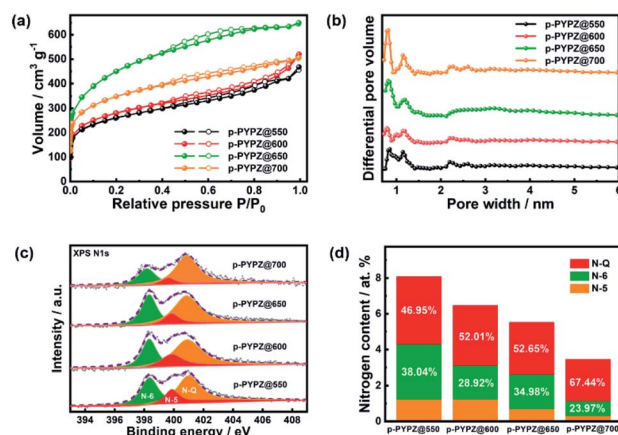 (a)
600
500
400
300
200
100
0
Volume / cm³ g⁻¹
p-PYPZ@550
p-PYPZ@600
p-PYPZ@650
p-PYPZ@700
0.0 0.2 0.4 0.6 0.8 1.0
Relative pressure P/P₀
(b)
Differential pore volume
p-PYPZ@550
p-PYPZ@600
p-PYPZ@650
p-PYPZ@700
1 2 3 4 5 6
Pore width / nm
(c)
XPS N1s
Intensity / a.u.
p-PYPZ@700
p-PYPZ@650
p-PYPZ@600
p-PYPZ@550
N-6 N-5 N-Q
394 396 398 400 402 404 406 408
Binding energy / eV
(d)
Nitrogen content / at. %
8
4
0
N-Q
N-6
N-5
46.95%
38.04%
52.01%
28.92%
52.65%
34.98%
67.44%
23.97%
p-PYPZ@550 p-PYPZ@600 p-PYPZ@650 p-PYPZ@700